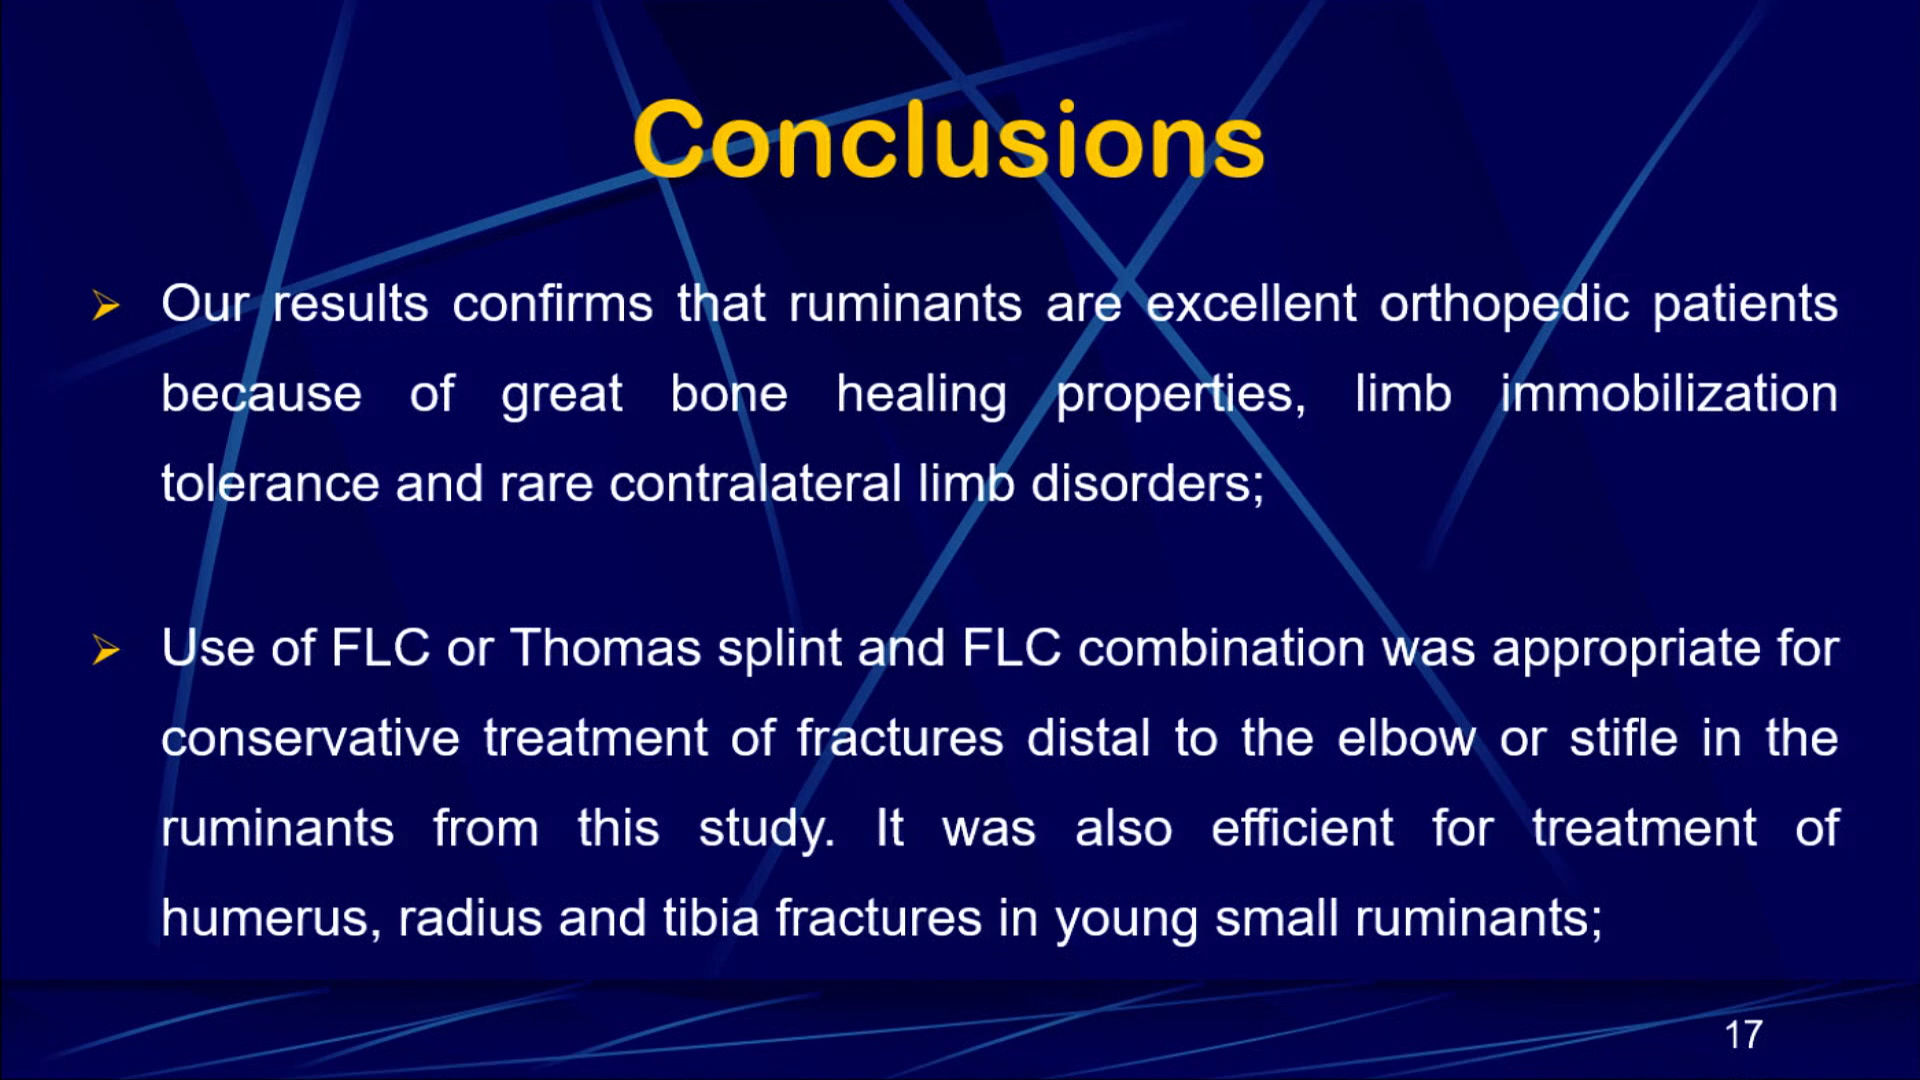 Conclusions
Our results confirms that ruminants are excellent orthopedic patients
because of great bone healing properties, limb immobilization
tolerance and rare contralateral limb disorders;
Use of FLC or Thomas splint and FLC combination was appropriate for
conservative treatment of fractures distal to the elbow or stifle in the
ruminants from this study. It was also efficient for treatment of
humerus, radius and tibia fractures in young small ruminants;
17